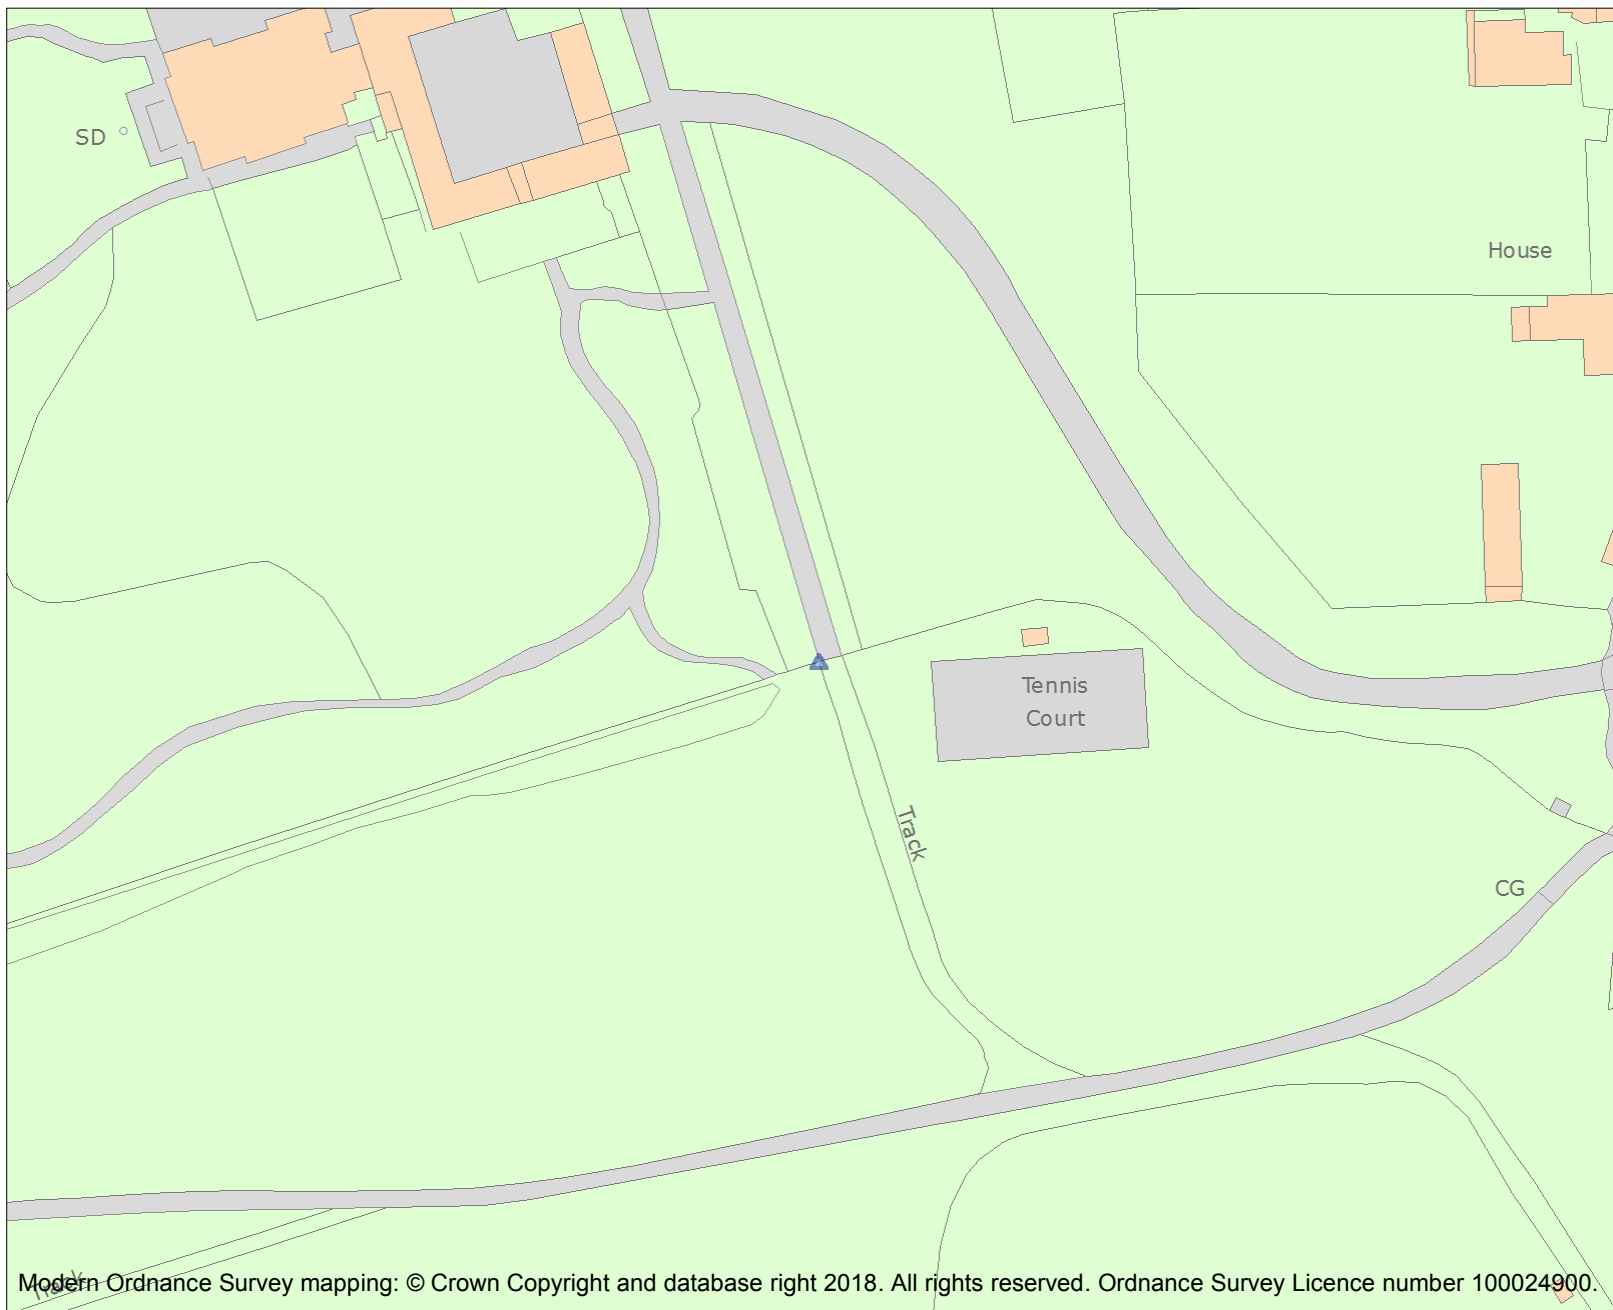 SD
House
Tennis
Court
Track
CG
Track
Modern Ordnance Survey mapping: © Crown Copyright and database right 2018. All rights reserved. Ordnance Survey Licence number 100024900.